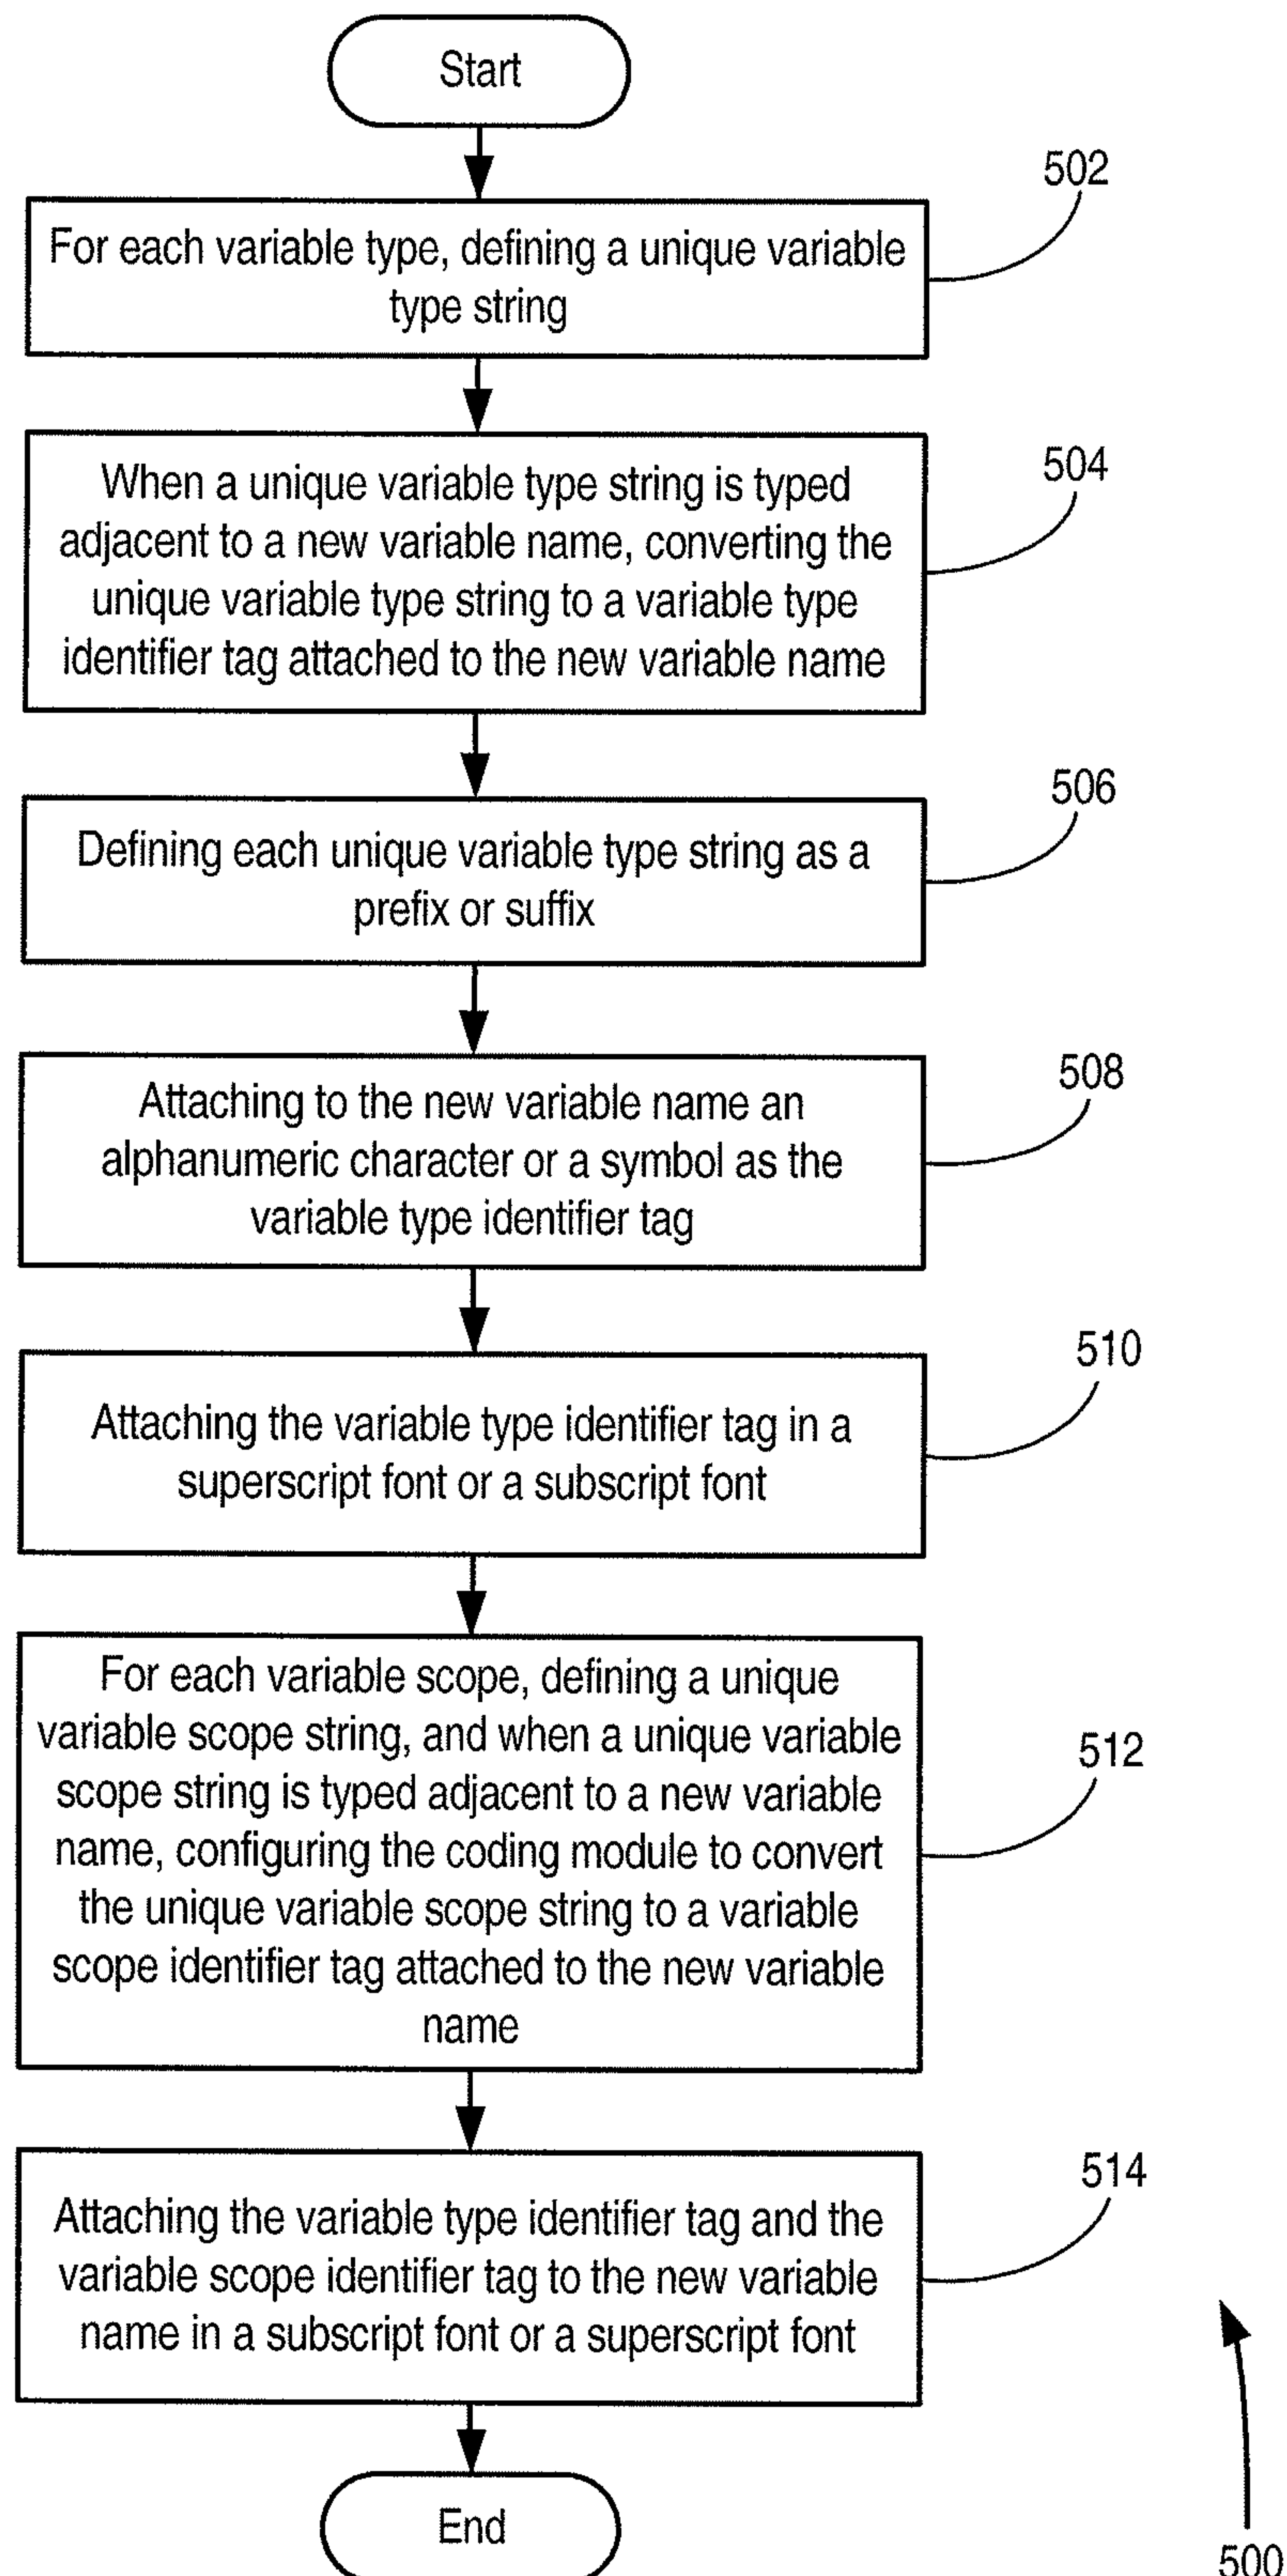 Start
502
For each variable type, defining a unique variable
type string
504
When a unique variable type string is typed
adjacent to a new variable name, converting the
unique variable type string to a variable type
identifier tag attached to the new variable name
506
Defining each unique variable type string as a
prefix or suffix
508
Attaching to the new variable name an
alphanumeric character or a symbol as the
variable type identifier tag
510
Attaching the variable type identifier tag in a
superscript font or a subscript font
512
For each variable scope, defining a unique
variable scope string, and when a unique variable
scope string is typed adjacent to a new variable
name, configuring the coding module to convert
the unique variable scope string to a variable
scope identifier tag attached to the new variable
name
514
Attaching the variable type identifier tag and the
variable scope identifier tag to the new variable
name in a subscript font or a superscript font
End
500